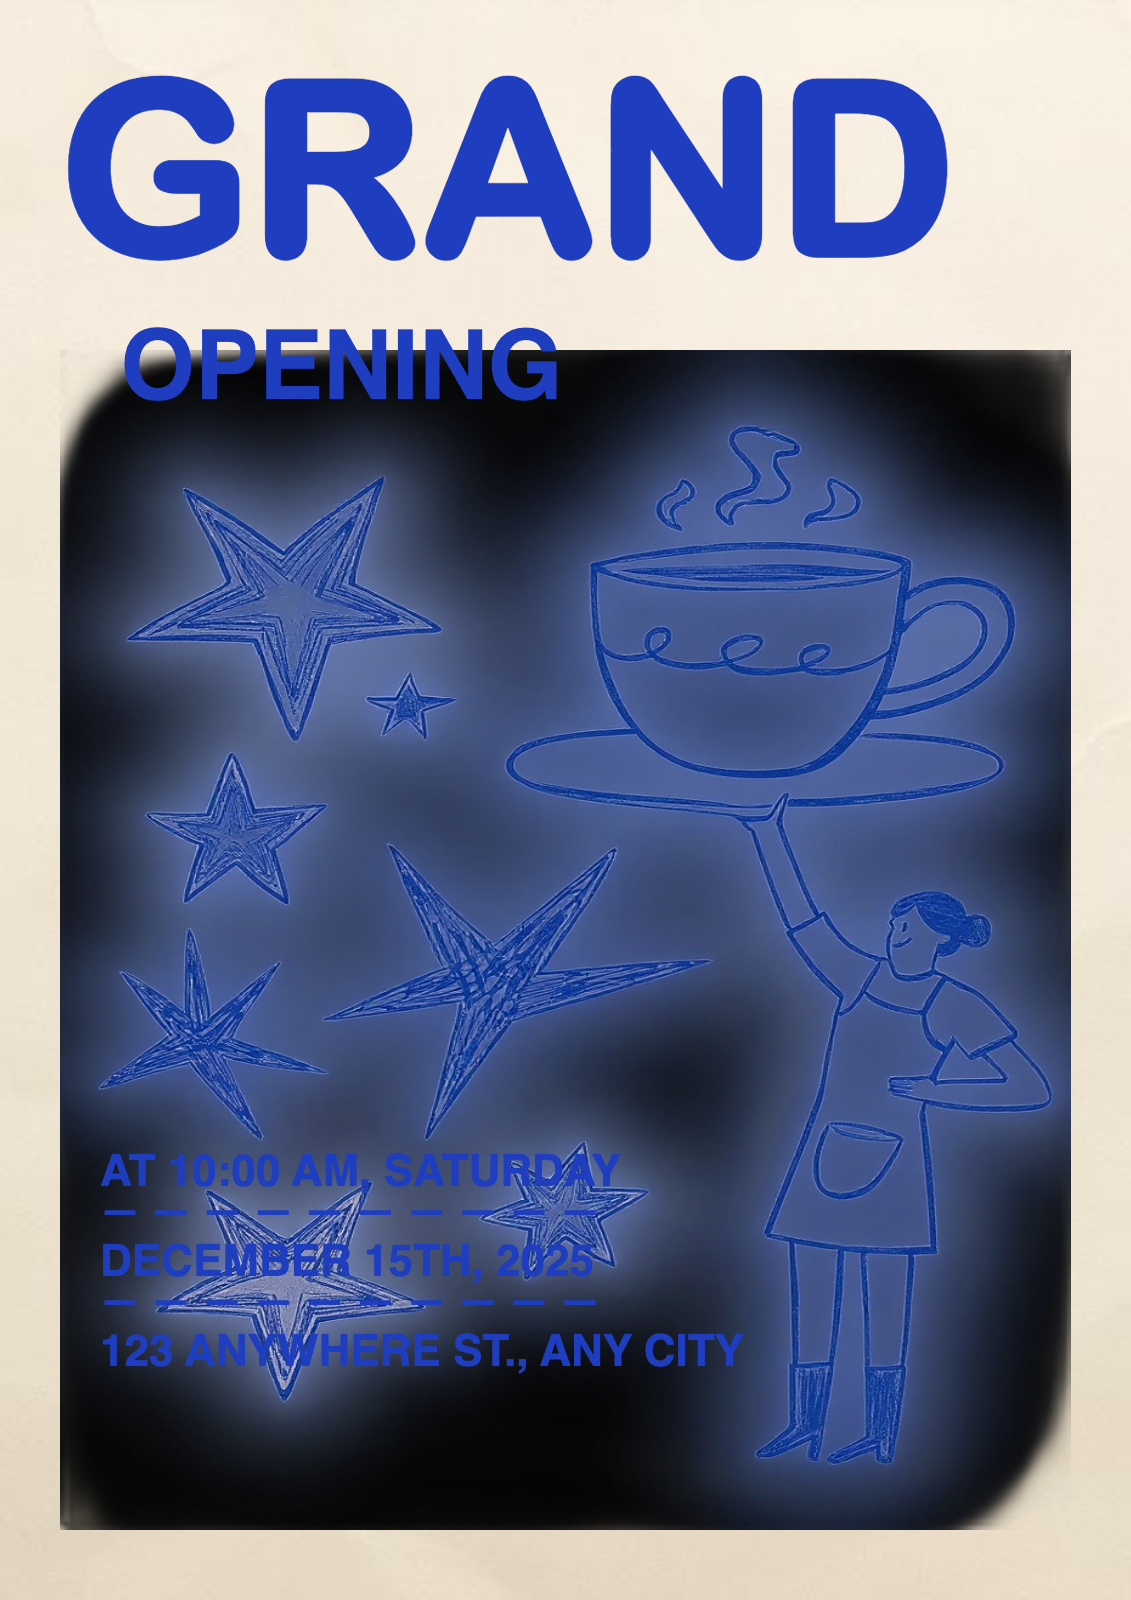 GRAND
OPENING
AT 10:00 AM, SATURDAY
DECEMBER 15TH, 2025
123 ANYWHERE ST., ANY CITY